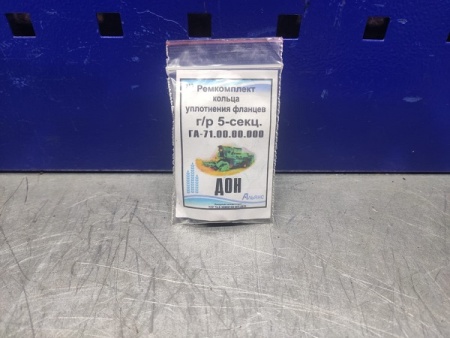 Ремкомплект
кольца
уплотнения фланцев
г/р 5-секц.
ГА-71.00.00.000
ДОН